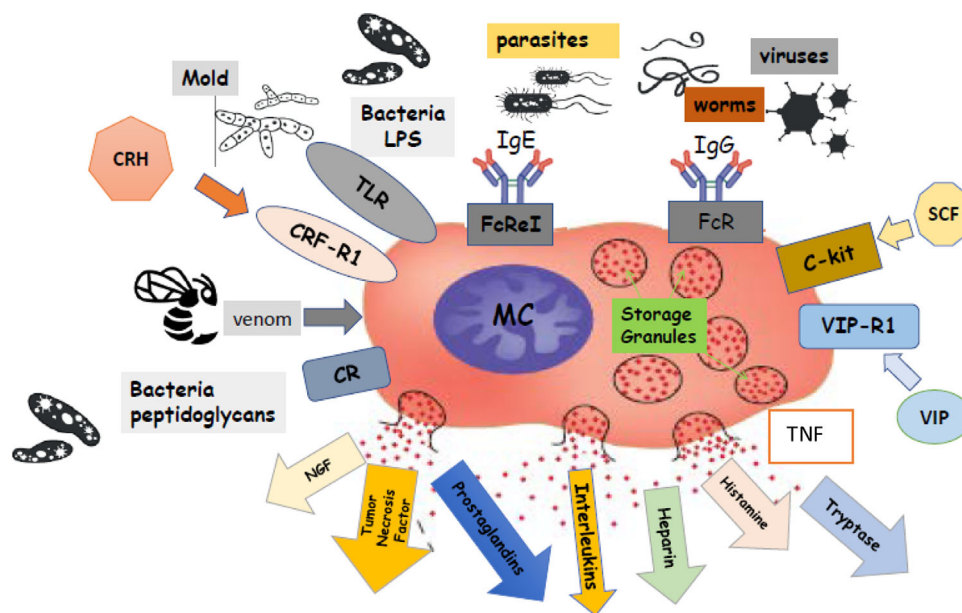 parasites
viruses
Mold
Bacteria
LPS
worms
IgE
IgG
CRH
TLR
SCF
FcReI
FcR
CRF-R1
C-kit
MC
Storage
Granules
venom
VIP-R1
CR
Bacteria
peptidoglycans
VIP
TNF
NGF
Tumor
Necrosis
Factor
Prostaglandins
Interleukins
Heparin
Histamine
Tryptase